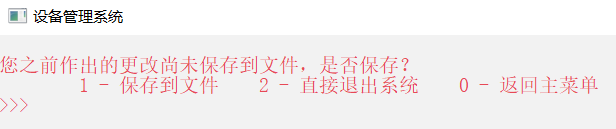 设备管理系统
您之前作出的更改尚未保存到文件，是否保存？
1 - 保存到文件    2 - 直接退出系统    0 - 返回主菜单
>>>